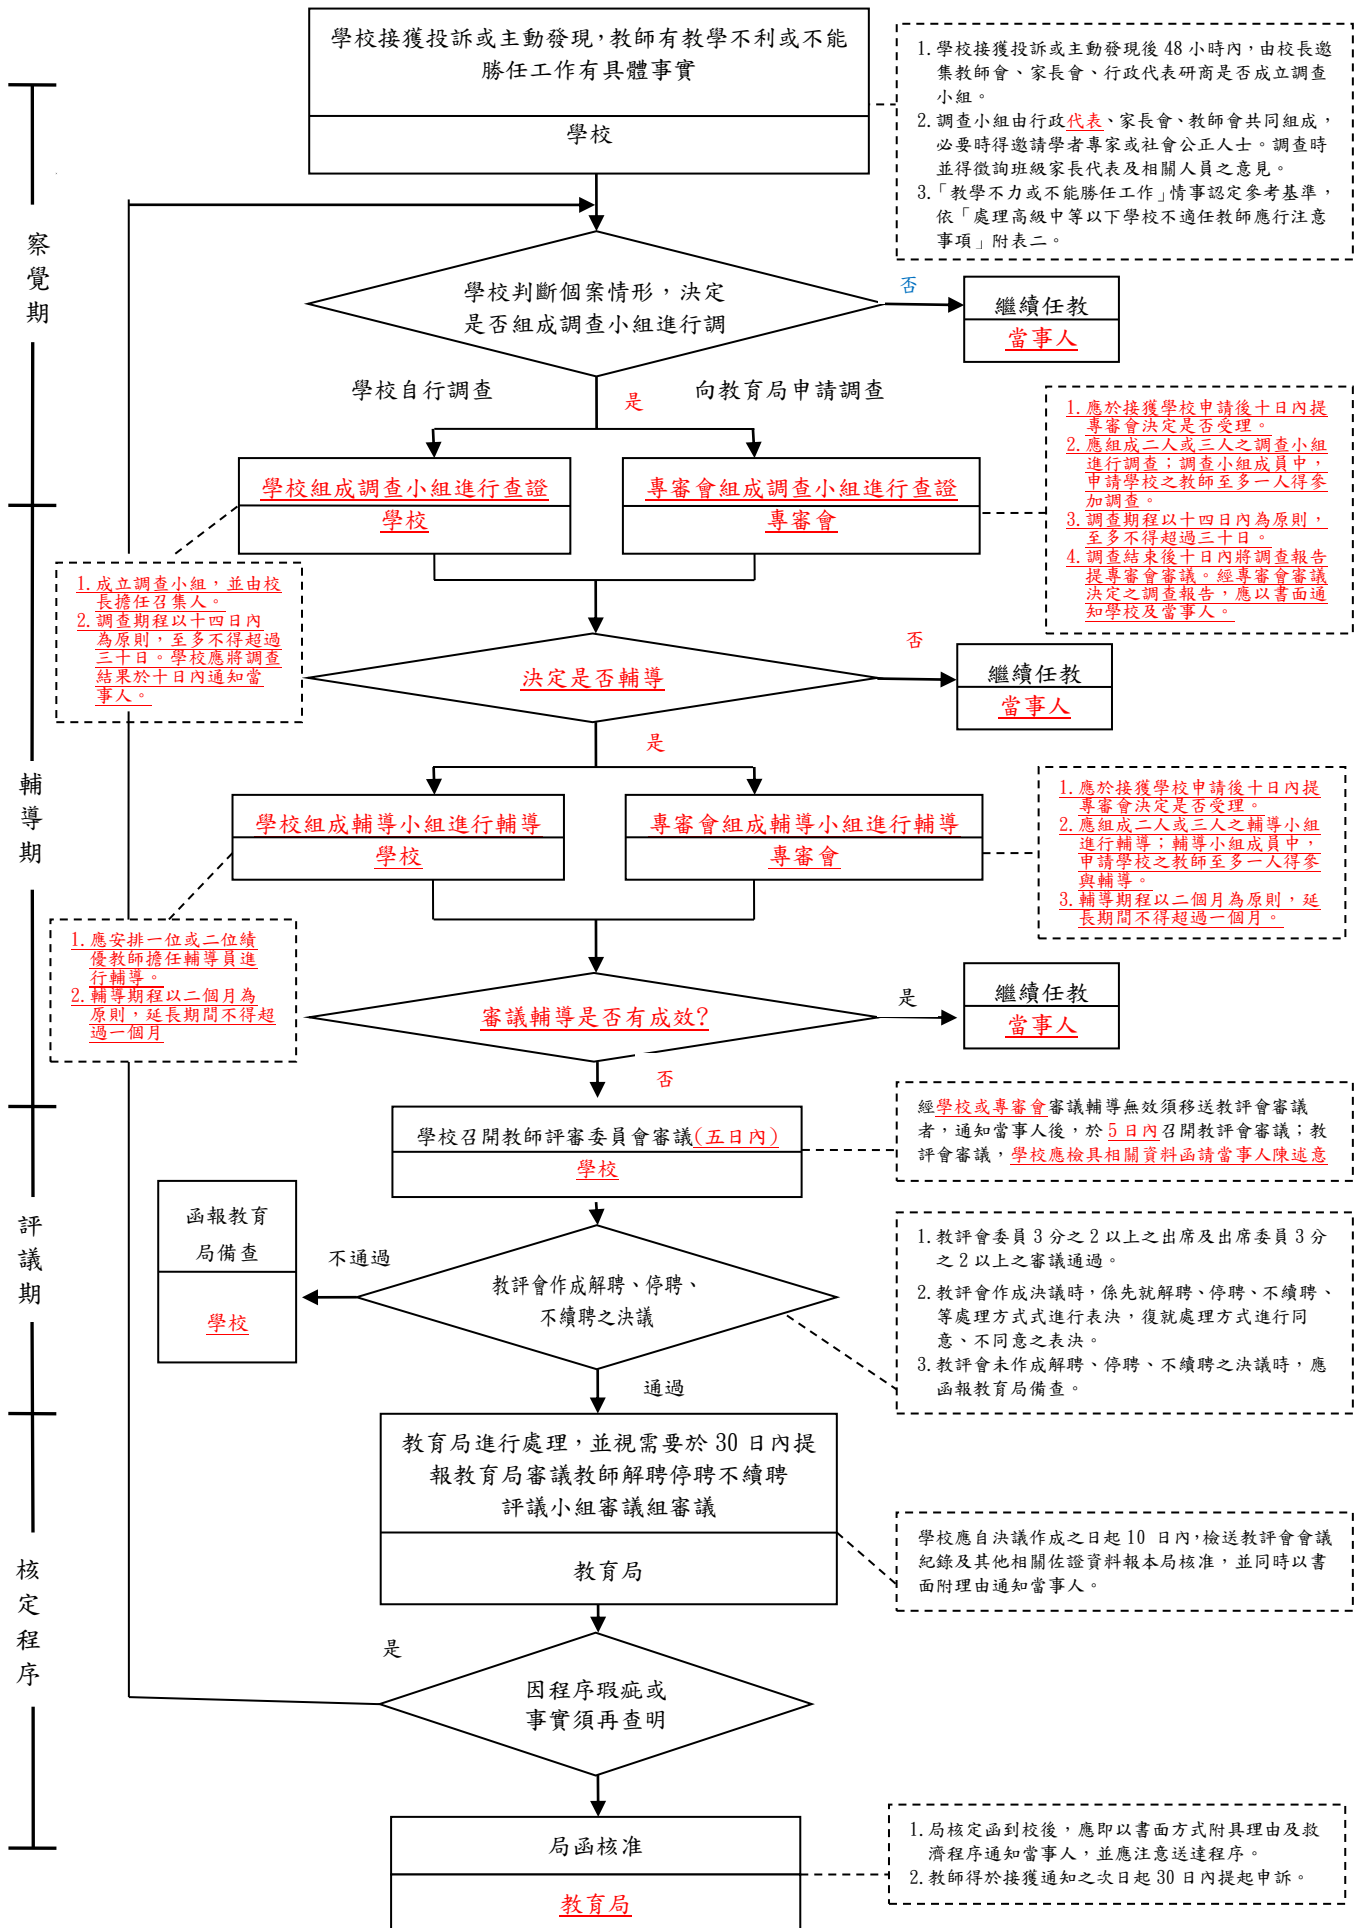 學校接獲投訴或主動發現，教師有教學不利或不能
勝任工作有具體事實
學校
1. 學校接獲投訴或主動發現後 48 小時內，由校長邀
集教師會、家長會、行政代表研商是否成立調查
小組。
2. 調查小組由行政代表、家長會、教師會共同組成，
必要時得邀請學者專家或社會公正人士。調查時
並得徵詢班級家長代表及相關人員之意見。
3.「教學不力或不能勝任工作」情事認定參考基準，
依「處理高級中等以下學校不適任教師應行注意
事項」附表二。
察覺期
學校判斷個案情形，決定
是否組成調查小組進行調
否
繼續任教
當事人
學校自行調查
是
向教育局申請調查
1. 應於接獲學校申請後十日內提
專審會決定是否受理。
2. 應組成二人或三人之調查小組
進行調查；調查小組成員中，
申請學校之教師至多一人得參
加調查。
3. 調查期程以十四日內為原則，
至多不得超過三十日。
4. 調查結束後十日內將調查報告
提專審會審議。經專審會審議
決定之調查報告，應以書面通
知學校及當事人。
學校組成調查小組進行查證
學校
專審會組成調查小組進行查證
專審會
1. 成立調查小組，並由校
長擔任召集人。
2. 調查期程以十四日內
為原則，至多不得超過
三十日。學校應將調查
結果於十日內通知當
事人。
決定是否輔導
否
繼續任教
當事人
是
輔導期
學校組成輔導小組進行輔導
學校
專審會組成輔導小組進行輔導
專審會
1. 應於接獲學校申請後十日內提
專審會決定是否受理。
2. 應組成二人或三人之輔導小組
進行輔導；輔導小組成員中，
申請學校之教師至多一人得參
與輔導。
3. 輔導期程以二個月為原則，延
長期間不得超過一個月。
1. 應安排一位或二位績
優教師擔任輔導員進
行輔導。
2. 輔導期程以二個月為
原則，延長期間不得超
過一個月
審議輔導是否有成效?
是
繼續任教
當事人
否
學校召開教師評審委員會審議(五日內)
學校
經學校或專審會審議輔導無效須移送教評會審議
者，通知當事人後，於 5 日內召開教評會審議；教
評會審議，學校應檢具相關資料函請當事人陳述意
評議期
函報教育
局備查
學校
不通過
教評會作成解聘、停聘、
不續聘之決議
1. 教評會委員 3 分之 2 以上之出席及出席委員 3 分
之 2 以上之審議通過。
2. 教評會作成決議時，係先就解聘、停聘、不續聘、
等處理方式式進行表決，復就處理方式進行同
意、不同意之表決。
3. 教評會未作成解聘、停聘、不續聘之決議時，應
函報教育局備查。
通過
教育局進行處理，並視需要於 30 日內提
報教育局審議教師解聘停聘不續聘
評議小組審議組審議
教育局
學校應自決議作成之日起 10 日內，檢送教評會會議
紀錄及其他相關佐證資料報本局核准，並同時以書
面附理由通知當事人。
核定程序
是
因程序瑕疵或
事實須再查明
局函核准
教育局
1. 局核定函到校後，應即以書面方式附具理由及救
濟程序通知當事人，並應注意送達程序。
2. 教師得於接獲通知之次日起 30 日內提起申訴。